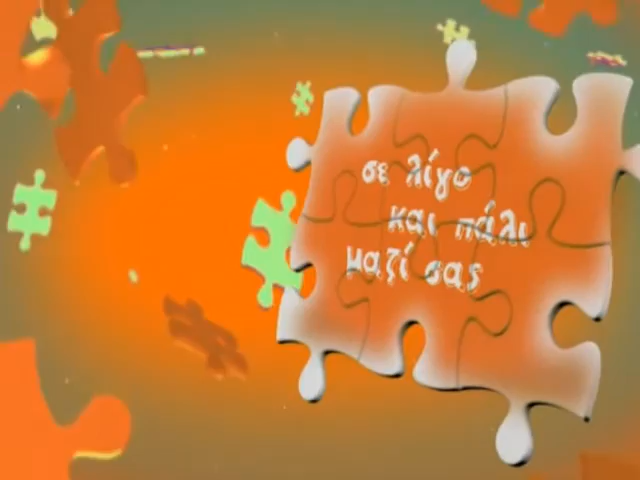 σε λίγο
και πάλι
μαζί σας